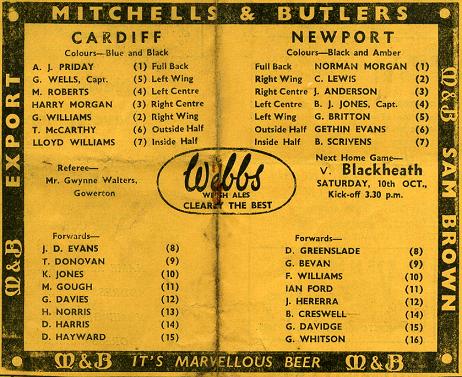 MITCHELLS & BUTLERS
CARDIFF
Colours—Blue and Black
A. J. PRIDAY (1) Full Back
G. WELLS, Capt. (5) Left Wing
M. ROBERTS (4) Left Centre
HARRY MORGAN (3) Right Centre
G. WILLIAMS (2) Right Wing
T. McCARTHY (6) Outside Half
LLOYD WILLIAMS (7) Inside Half
NEWPORT
Colours—Black and Amber
Full Back NORMAN MORGAN (1)
Right Wing C. LEWIS (2)
Right Centre J. ANDERSON (3)
Left Centre B. J. JONES, Capt. (4)
Left Wing G. BRITTON (5)
Outside Half GETHIN EVANS (6)
Inside Half B. SCRIVENS (7)
Referee—
Mr. Gwynne Walters,
Gowerton
Webbs
WELSH ALES
CLEARLY THE BEST
Next Home Game—
V. Blackheath
SATURDAY, 10th OCT.,
Kick-off 3.30 p.m.
Forwards—
J. D. EVANS (8)
T. DONOVAN (9)
K. JONES (10)
M. GOUGH (11)
G. DAVIES (12)
H. NORRIS (13)
D. HARRIS (14)
D. HAYWARD (15)
Forwards—
D. GREENSLADE (8)
G. BEVAN (9)
F. WILLIAMS (10)
IAN FORD (11)
J. HERERRA (12)
B. CRESWELL (14)
G. DAVIDGE (15)
G. WHITSON (16)
EXPORT
M&B
M&B SAM BROWN
M&B IT'S MARVELLOUS BEER M&B